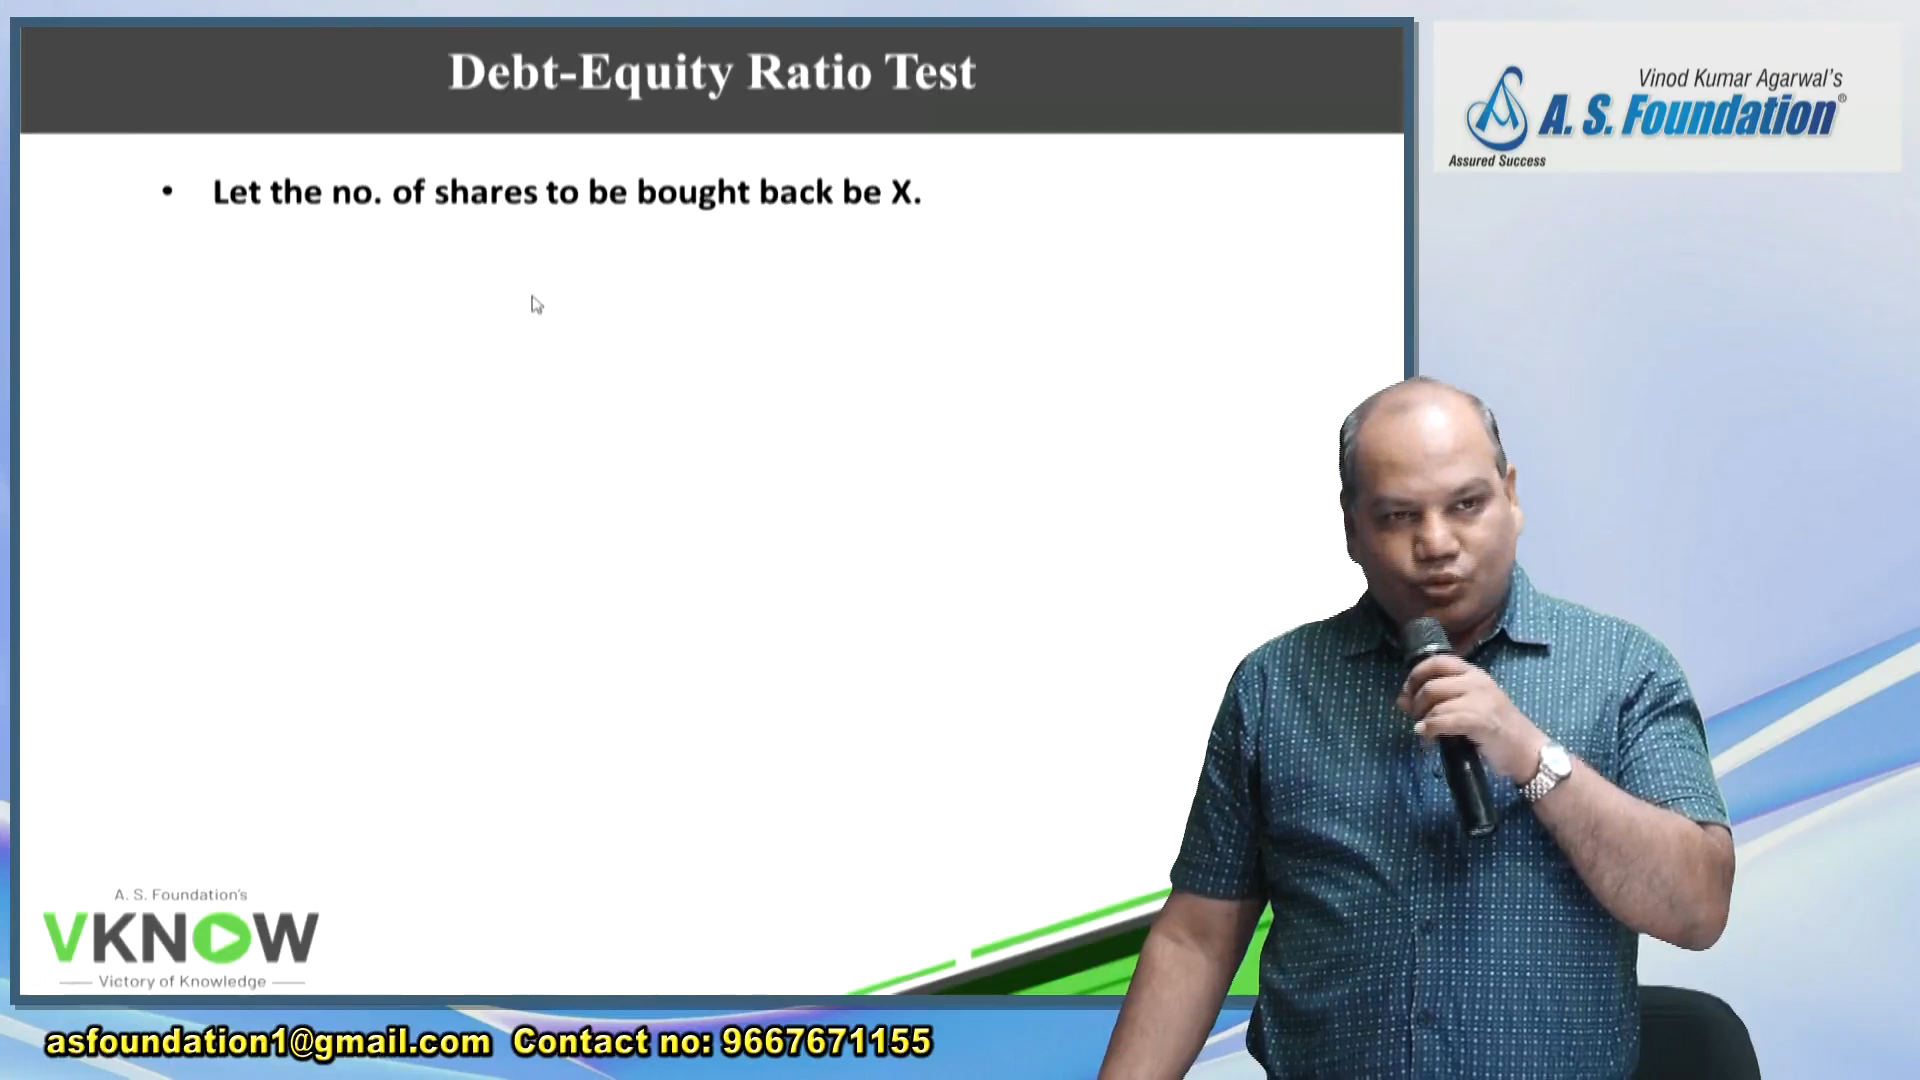 Debt-Equity Ratio Test
Vinod Kumar Agarwal's
A. S. Foundation®
Assured Success
• Let the no. of shares to be bought back be X.
A. S. Foundation's
VKNOW
Victory of Knowledge
asfoundation1@gmail.com Contact no: 9667671155